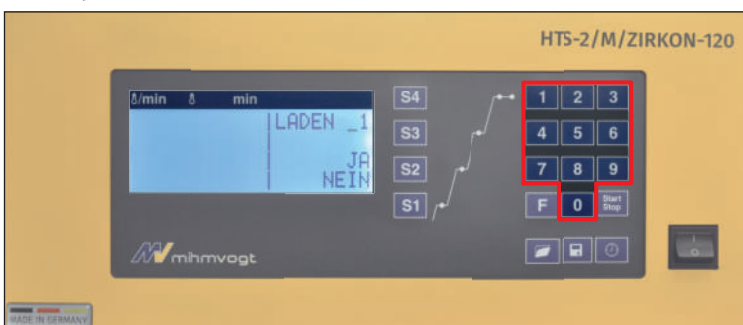 HTS-2/M/ZIRKON-120
δ/min δ min
LADEN _1
JA
NEIN
S4
S3
S2
S1
1 2 3
4 5 6
7 8 9
F 0 Start Stop
mihmvogt
MADE IN GERMANY